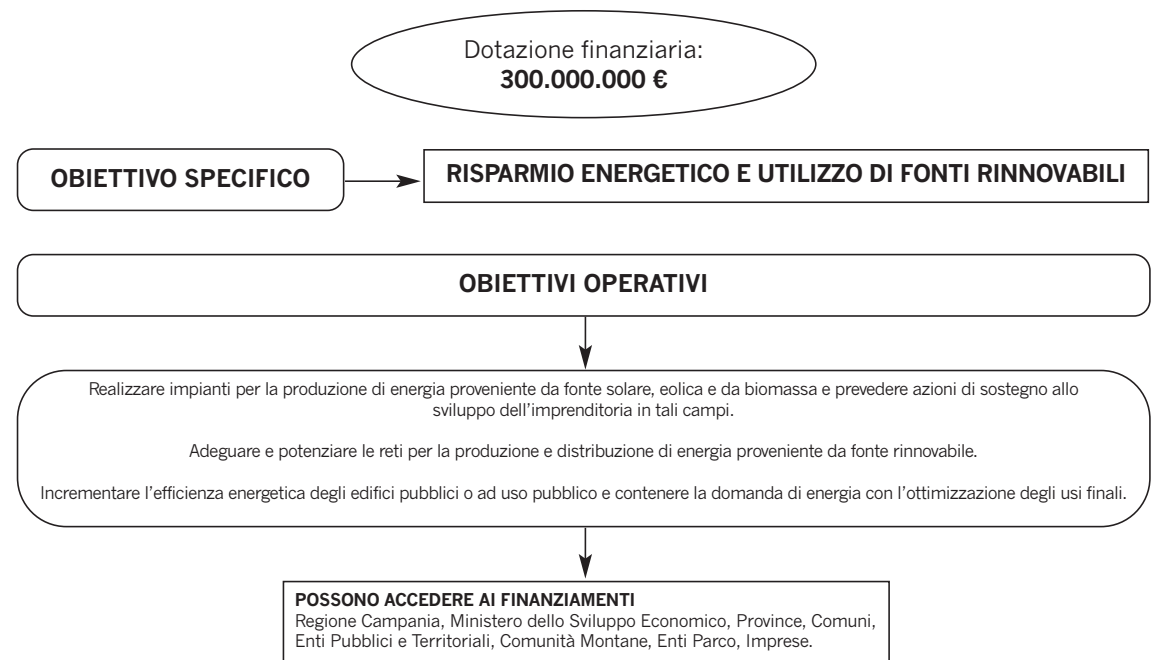 Dotazione finanziaria:
300.000.000 €
OBIETTIVO SPECIFICO
RISPARMIO ENERGETICO E UTILIZZO DI FONTI RINNOVABILI
OBIETTIVI OPERATIVI
Realizzare impianti per la produzione di energia proveniente da fonte solare, eolica e da biomassa e prevedere azioni di sostegno allo
sviluppo dell’imprenditoria in tali campi.
Adeguare e potenziare le reti per la produzione e distribuzione di energia proveniente da fonte rinnovabile.
Incrementare l’efficienza energetica degli edifici pubblici o ad uso pubblico e contenere la domanda di energia con l’ottimizzazione degli usi finali.
POSSONO ACCEDERE AI FINANZIAMENTI
Regione Campania, Ministero dello Sviluppo Economico, Province, Comuni,
Enti Pubblici e Territoriali, Comunità Montane, Enti Parco, Imprese.